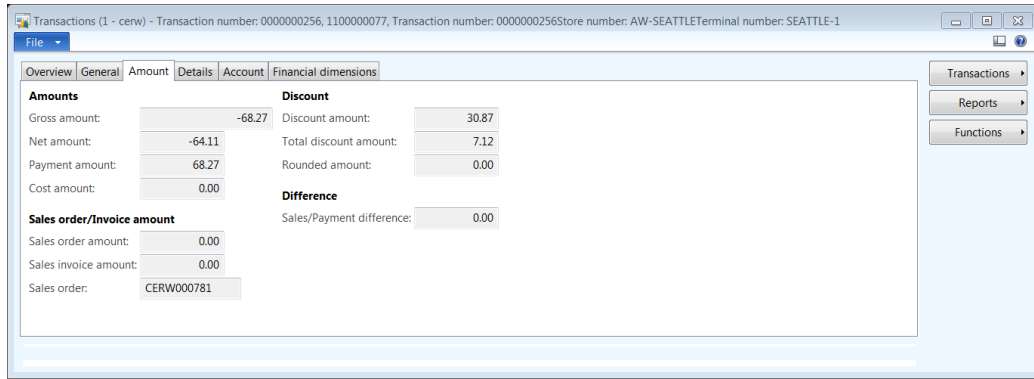 Transactions (1 - cerw) - Transaction number: 0000000256, 1100000077, Transaction number: 0000000256Store number: AW-SEATTLETerminal number: SEATTLE-1
File
Overview General Amount Details Account Financial dimensions
Transactions
Reports
Functions
Amounts
Gross amount: -68.27
Net amount: -64.11
Payment amount: 68.27
Cost amount: 0.00
Sales order/Invoice amount
Sales order amount: 0.00
Sales invoice amount: 0.00
Sales order: CERW000781
Discount
Discount amount: 30.87
Total discount amount: 7.12
Rounded amount: 0.00
Difference
Sales/Payment difference: 0.00